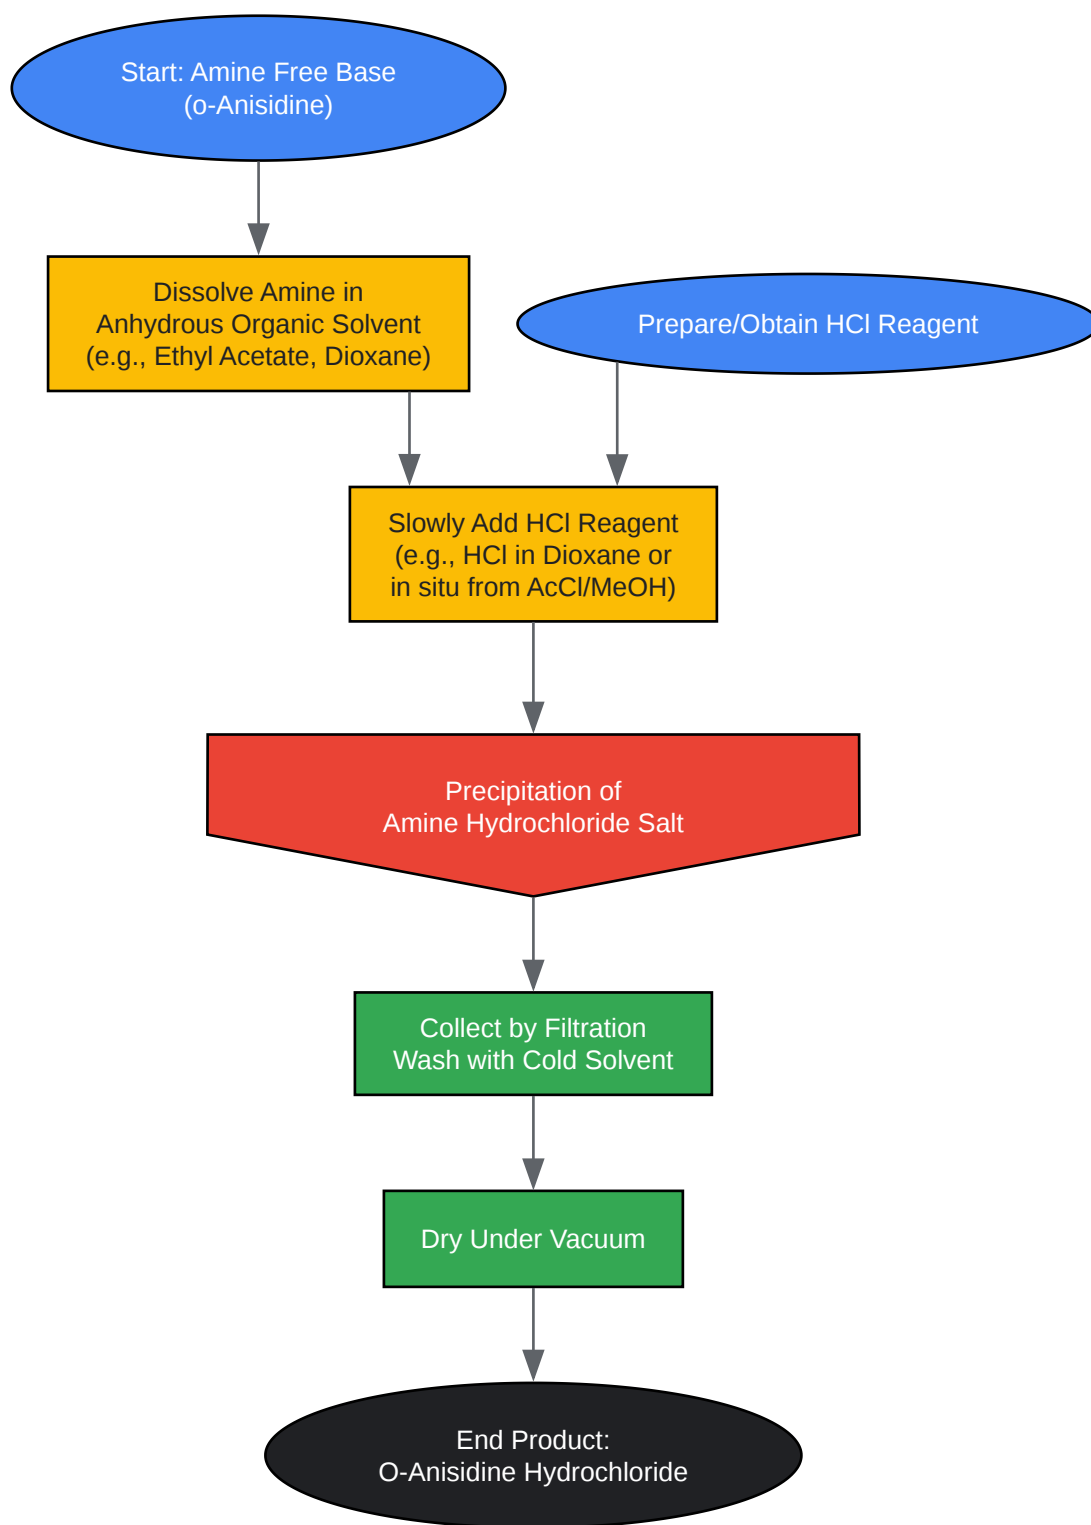 Start: Amine Free Base
(o-Anisidine)
Dissolve Amine in
Anhydrous Organic Solvent
(e.g., Ethyl Acetate, Dioxane)
Prepare/Obtain HCl Reagent
Slowly Add HCl Reagent
(e.g., HCl in Dioxane or
in situ from AcCl/MeOH)
Precipitation of
Amine Hydrochloride Salt
Collect by Filtration
Wash with Cold Solvent
Dry Under Vacuum
End Product:
O-Anisidine Hydrochloride